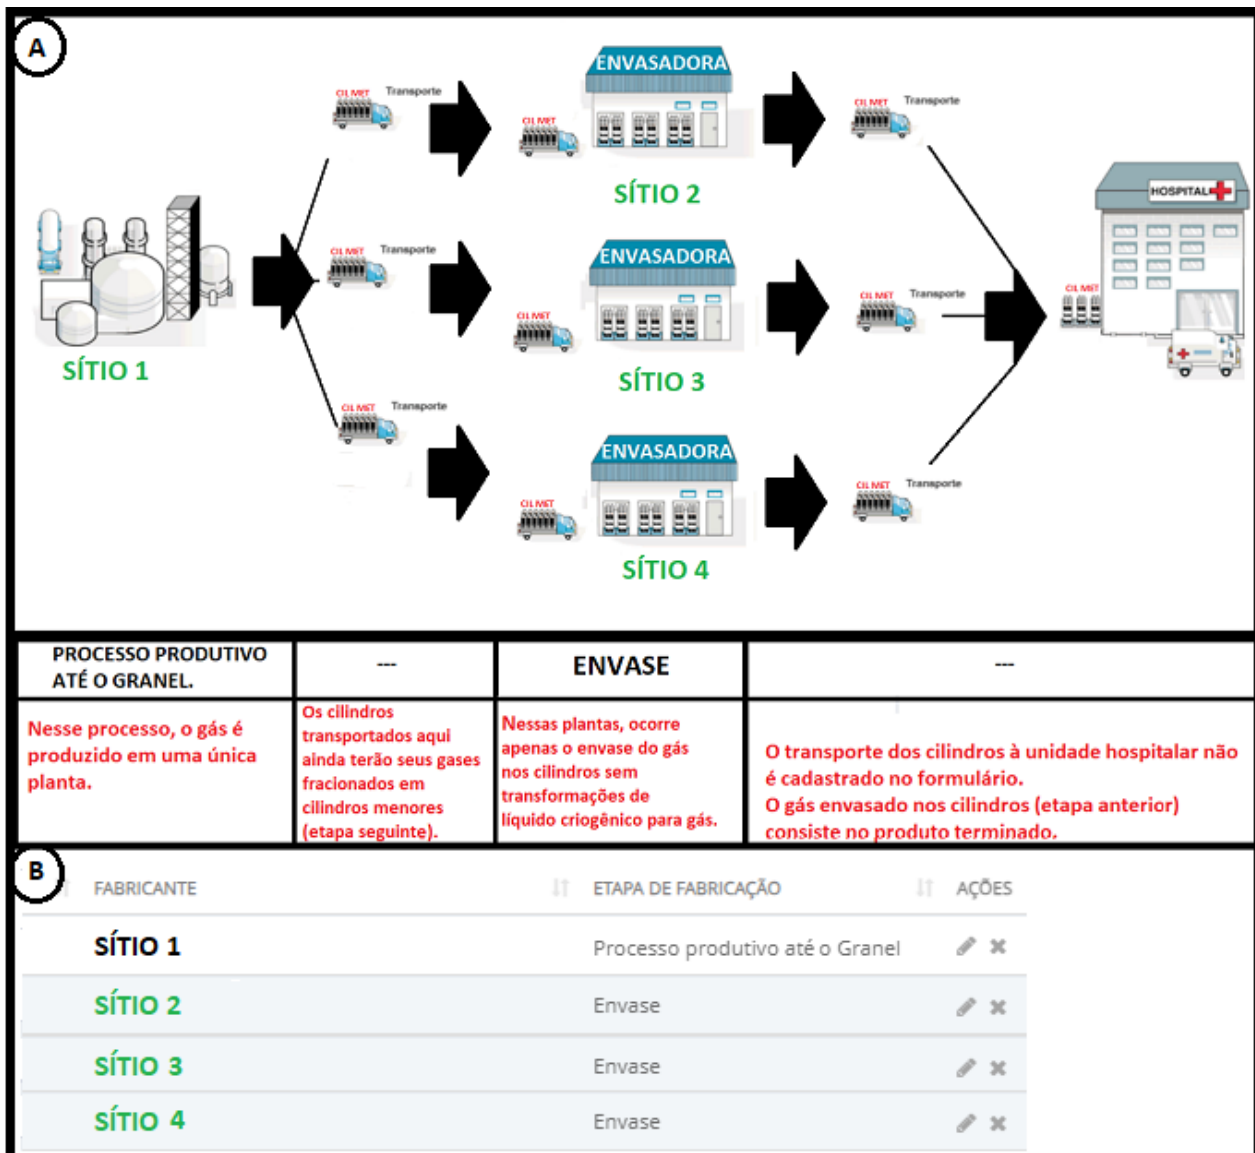 A
ENVASADORA
CIL MET
Transporte
CIL MET
CIL MET
Transporte
SÍTIO 2
HOSPITAL
ENVASADORA
CIL MET
Transporte
CIL MET
CIL MET
Transporte
CIL MET
SÍTIO 1
SÍTIO 3
CIL MET
Transporte
ENVASADORA
CIL MET
CIL MET
Transporte
SÍTIO 4
PROCESSO PRODUTIVO
ATÉ O GRANEL.
---
ENVASE
---
Nesse processo, o gás é
produzido em uma única
planta.
Os cilindros
transportados aqui
ainda terão seus gases
fracionados em
cilindros menores
(etapa seguinte).
Nessas plantas, ocorre
apenas o envase do gás
nos cilindros sem
transformações de
líquido criogênico para gás.
O transporte dos cilindros à unidade hospitalar não
é cadastrado no formulário.
O gás envasado nos cilindros (etapa anterior)
consiste no produto terminado.
B
FABRICANTE ETAPA DE FABRICAÇÃO AÇÕES
SÍTIO 1 Processo produtivo até o Granel
SÍTIO 2 Envase
SÍTIO 3 Envase
SÍTIO 4 Envase